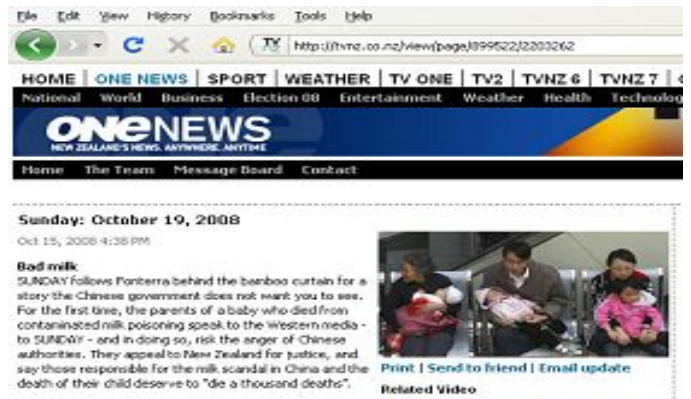 File Edit View History Bookmarks Tools Help
TV http://tvnz.co.nz/view/page/899522/2203262
HOME | ONE NEWS | SPORT | WEATHER | TV ONE | TV2 | TVNZ 6 | TVNZ 7 |
National World Business Election 08 Entertainment Weather Health Technolog
ONENEWS
NEW ZEALAND'S NEWS. ANYWHERE. ANYTIME
Home The Team Message Board Contact
Sunday: October 19, 2008
Oct 15, 2008 4:38 PM
Bad milk
SUNDAY follows Fonterra behind the bamboo curtain for a
story the Chinese government does not want you to see.
For the first time, the parents of a baby who died from
contaminated milk poisoning speak to the Western media -
to SUNDAY - and in doing so, risk the anger of Chinese
authorities. They appeal to New Zealand for justice, and
say those responsible for the milk scandal in China and the
death of their child deserve to "die a thousand deaths".
Print | Send to friend | Email update
Related Video